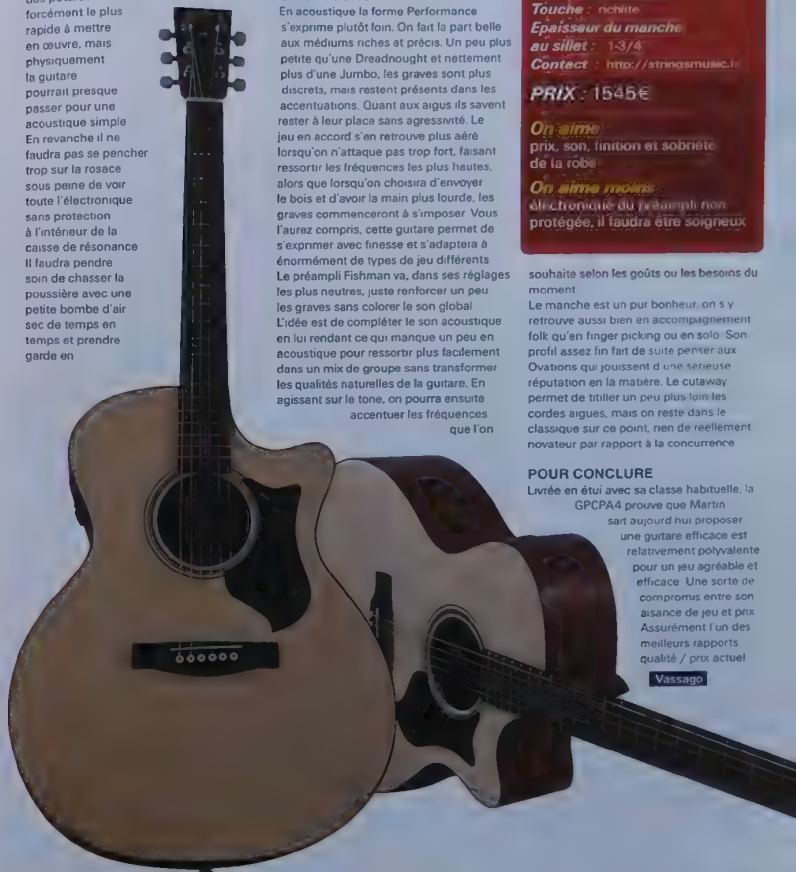 forcément le plus
rapide à mettre
en œuvre, mais
physiquement
la guitare
pourrait presque
passer pour une
acoustique simple
En revanche il ne
faudra pas se pencher
trop sur la rosace
sous peine de voir
toute l'électronique
sans protection
à l'intérieur de la
caisse de résonance
Il faudra pendre
soin de chasser la
poussière avec une
petite bombe d'air
sec de temps en
temps et prendre
garde en
En acoustique la forme Performance
s'exprime plutôt loin. On fait la part belle
aux médiums riches et précis. Un peu plus
petite qu'une Dreadnought et nettement
plus d'une Jumbo, les graves sont plus
discrets, mais restent présents dans les
accentuations. Quant aux aigus ils savent
rester à leur place sans agressivité. Le
jeu en accord s'en retrouve plus aéré
lorsqu'on n'attaque pas trop fort, faisant
ressortir les fréquences les plus hautes,
alors que lorsqu'on choisira d'envoyer
le bois et d'avoir la main plus lourde, les
graves commenceront à s'imposer Vous
l'aurez compris, cette guitare permet de
s'exprimer avec finesse et s'adaptera à
énormément de types de jeu différents
Le préampli Fishman va, dans ses réglages
les plus neutres, juste renforcer un peu
les graves sans colorer le son global
L'idée est de compléter le son acoustique
en lui rendant ce qui manque un peu en
acoustique pour ressortir plus facilement
dans un mix de groupe sans transformer
les qualités naturelles de la guitare. En
agissant sur le tone, on pourra ensuite
accentuer les fréquences
que l'on
Touche : richlite
Epaisseur du manche
au sillet : 1-3/4
Contact : http://stringsmusic.fr
PRIX : 1545€
On aime
prix, son, finition et sobriété
de la robe
On aime moins
électronique du préampli non
protégée, il faudra être soigneux
souhaite selon les goûts ou les besoins du
moment
Le manche est un pur bonheur on s y
retrouve aussi bien en accompagnement
folk qu'en finger picking ou en solo Son
profil assez fin fait de suite penser aux
Ovations qui jouissent d une serieuse
réputation en la matière. Le cutaway
permet de titiller un peu plus loin les
cordes aigues, mais on reste dans le
classique sur ce point, rien de reellement
novateur par rapport à la concurrence
POUR CONCLURE
Livrée en étui avec sa classe habituelle, la
GPCPA4 prouve que Martin
sait aujourd hui proposer
une guitare efficace est
relativement polyvalente
pour un jeu agréable et
efficace Une sorte de
compromis entre son
aisance de jeu et prix
Assurément l'un des
meilleurs rapports
qualité / prix actuel
Vassago